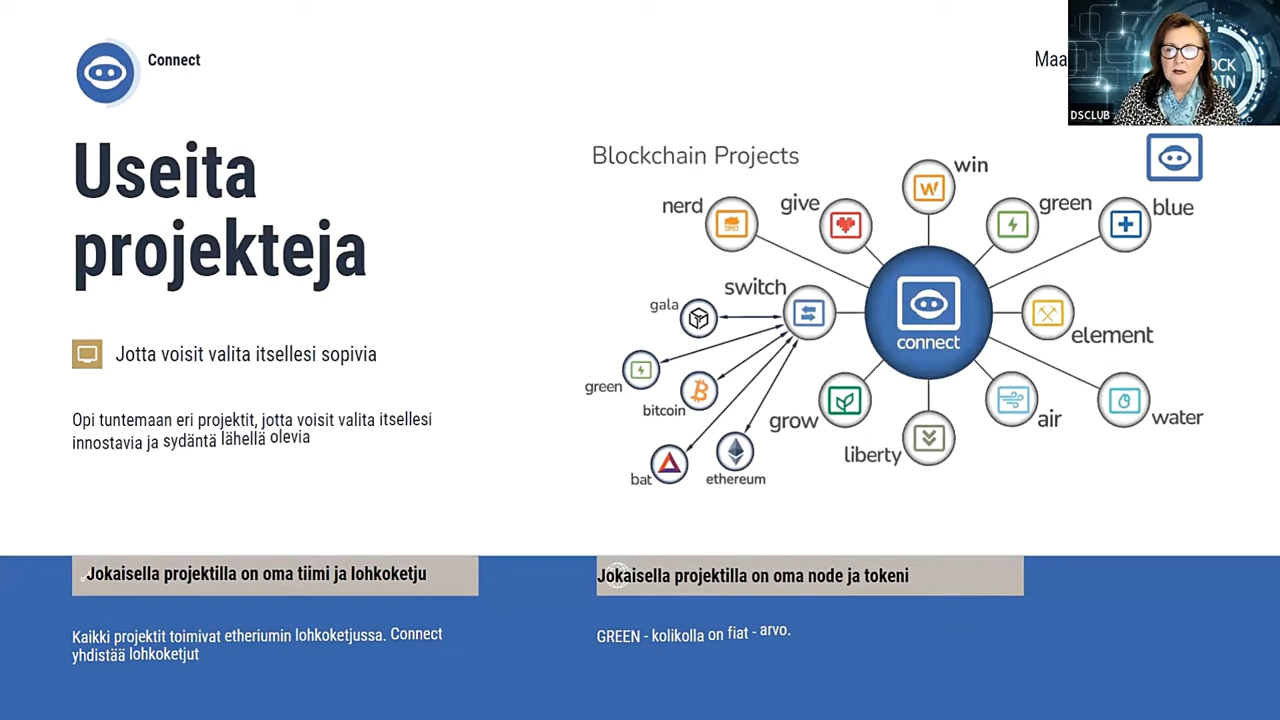 Connect
Maa
OCK
AIN
DSCLUB
Useita
projekteja
Jotta voisit valita itsellesi sopivia
Opi tuntemaan eri projektit, jotta voisit valita itsellesi
innostavia ja sydäntä lähellä olevia
Blockchain Projects
win
nerd
give
green
blue
switch
gala
connect
element
green
bitcoin
grow
air
water
liberty
bat
ethereum
Jokaisella projektilla on oma tiimi ja lohkoketju
Jokaisella projektilla on oma node ja tokeni
Kaikki projektit toimivat etheriumin lohkoketjussa. Connect
yhdistää lohkoketjut
GREEN - kolikolla on fiat - arvo.